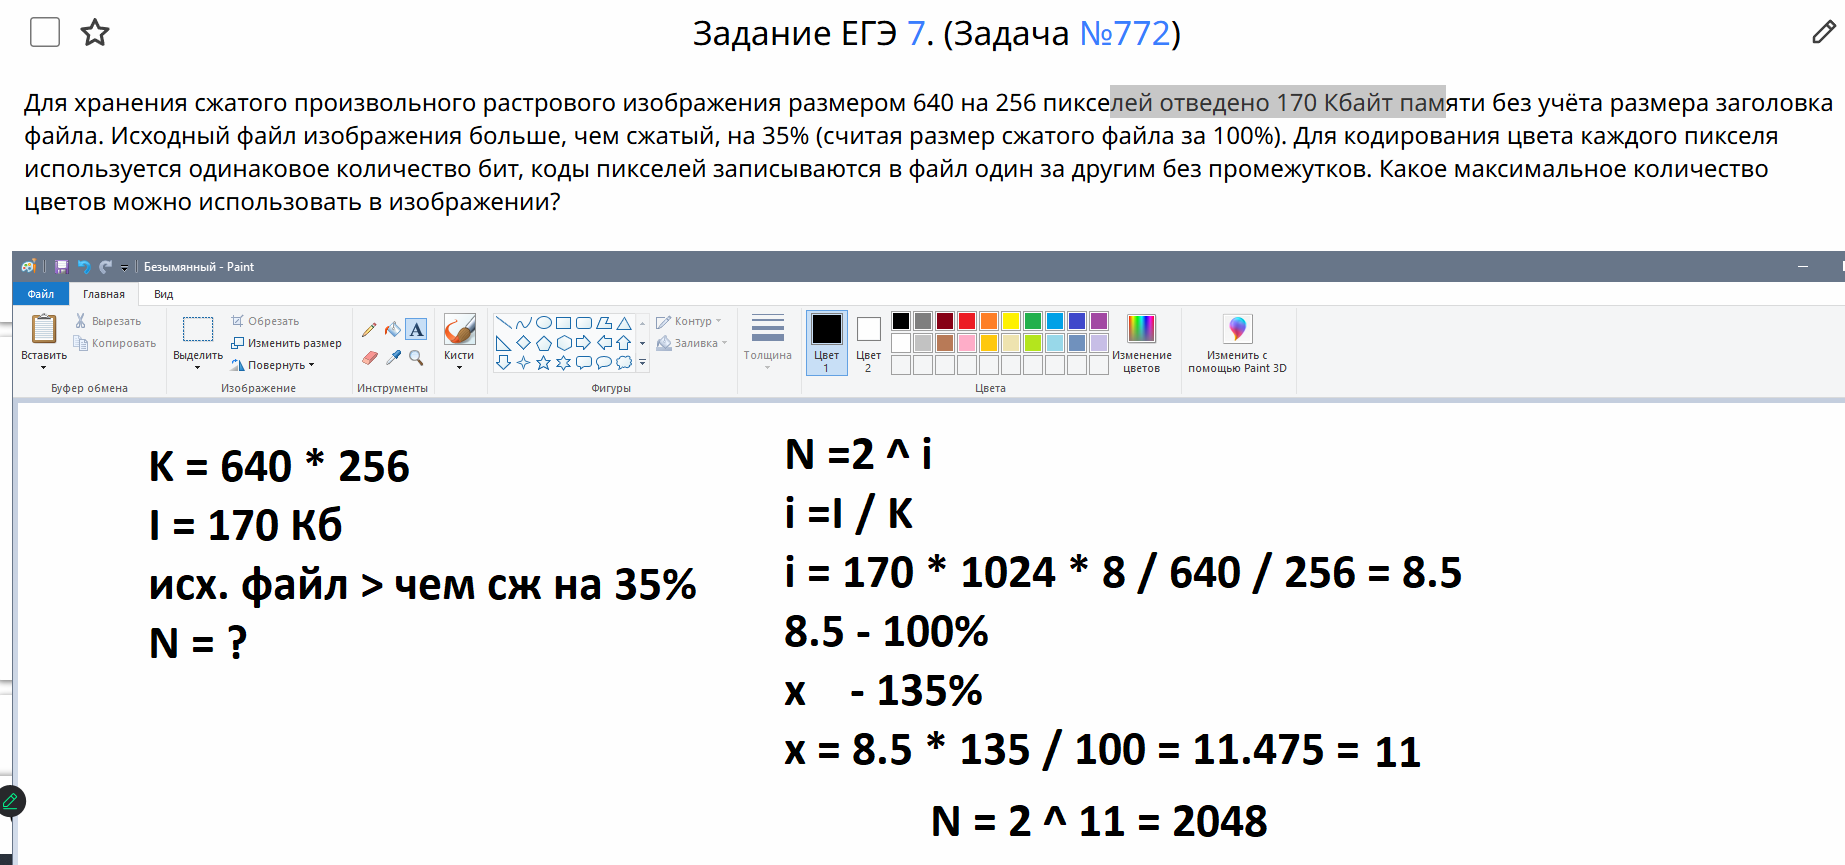 Задание ЕГЭ 7. (Задача №772)
Для хранения сжатого произвольного растрового изображения размером 640 на 256 пикселей отведено 170 Кбайт памяти без учёта размера заголовка
файла. Исходный файл изображения больше, чем сжатый, на 35% (считая размер сжатого файла за 100%). Для кодирования цвета каждого пикселя
используется одинаковое количество бит, коды пикселей записываются в файл один за другим без промежутков. Какое максимальное количество
цветов можно использовать в изображении?
Безымянный - Paint
Файл Главная Вид
Вставить
Вырезать
Копировать
Буфер обмена
Выделить
Обрезать
Изменить размер
Повернуть
Изображение
A
Инструменты
Кисти
Контур
Заливка
Фигуры
Толщина
Цвет
1
Цвет
2
Изменение
цветов
Цвета
Изменить с
помощью Paint 3D
K = 640 * 256
I = 170 Кб
исх. файл > чем сж на 35%
N = ?
N =2 ^ i
i =I / K
i = 170 * 1024 * 8 / 640 / 256 = 8.5
8.5 - 100%
x - 135%
x = 8.5 * 135 / 100 = 11.475 = 11
N = 2 ^ 11 = 2048